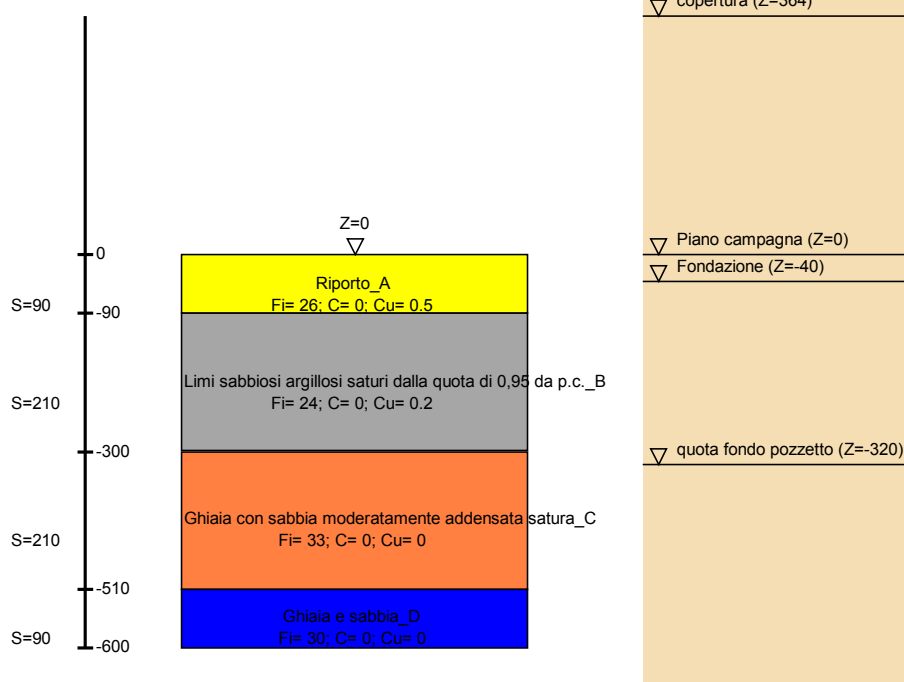 copertura (Z=364)
Z=0
0
Piano campagna (Z=0)
Fondazione (Z=-40)
Riporto_A
Fi= 26; C= 0; Cu= 0.5
S=90
-90
Limi sabbiosi argillosi saturi dalla quota di 0,95 da p.c._B
Fi= 24; C= 0; Cu= 0.2
S=210
-300
quota fondo pozzetto (Z=-320)
Ghiaia con sabbia moderatamente addensata satura_C
Fi= 33; C= 0; Cu= 0
S=210
-510
Ghiaia e sabbia_D
Fi= 30; C= 0; Cu= 0
S=90
-600